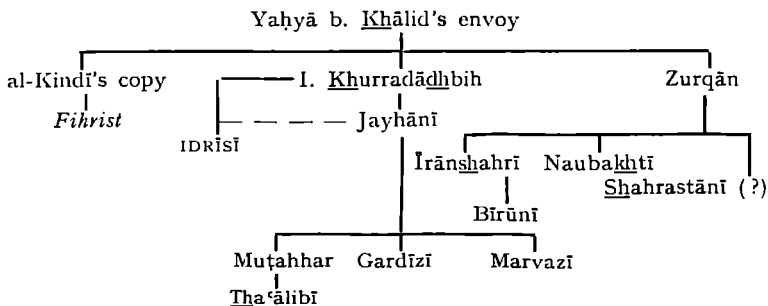 Yaḥyā b. Khālid's envoy
al-Kindī's copy I. Khurradādhbih Zurqān
Fihrist
IDRĪSĪ Jayhānī
Īrānshahrī Naubakhtī
Shahrastānī (?)
Bīrūnī
Muṭahhar Gardīzī Marvazī
Thaʿālibī